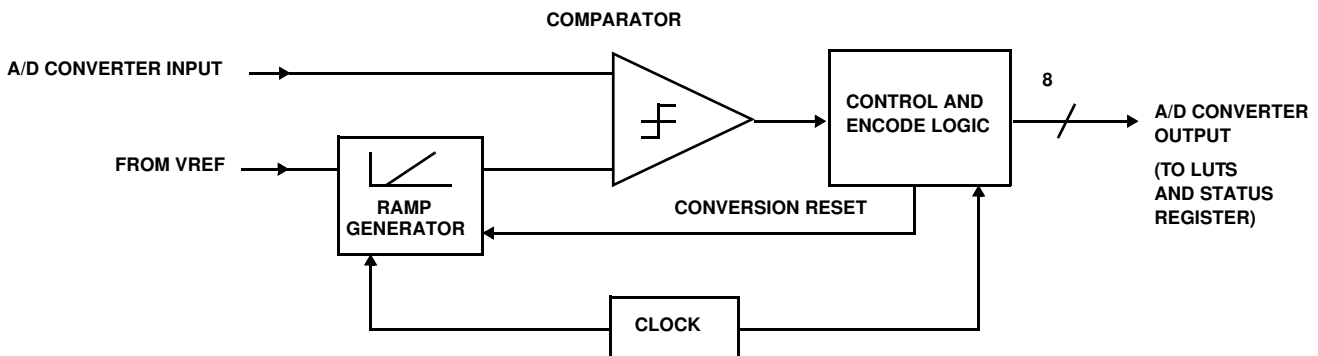 COMPARATOR
A/D CONVERTER INPUT
FROM VREF
RAMP
GENERATOR
CONVERSION RESET
CONTROL AND
ENCODE LOGIC
8
A/D CONVERTER
OUTPUT
(TO LUTS
AND STATUS
REGISTER)
CLOCK